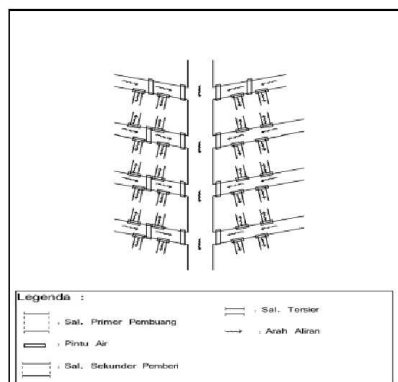 Legenda :
: Sal. Primer Pembuang
: Pintu Air
: Sal. Sekunder Pemberi
: Sal. Tersier
: Arah Aliran